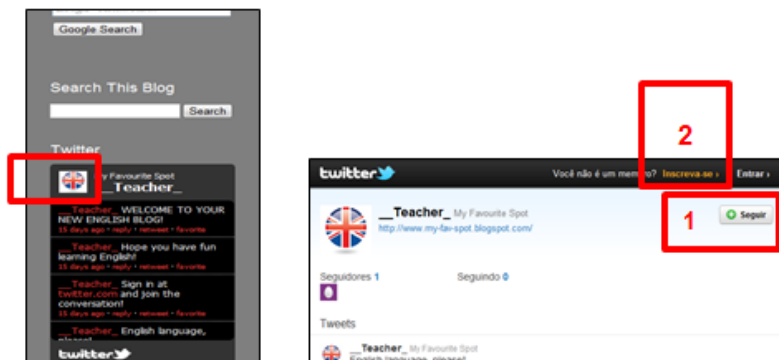 Google Search
Search This Blog
Search
Twitter
My Favourite Spot
__Teacher_
__Teacher_ WELCOME TO YOUR
NEW ENGLISH BLOG!
15 days ago • reply • retweet • favorite
__Teacher_ Hope you have fun
learning English!
15 days ago • reply • retweet • favorite
__Teacher_ Sign in at
twitter.com and join the
conversation!
15 days ago • reply • retweet • favorite
__Teacher_ English language,
please!
twitter
2
twitter
Você não é um membro? Inscreva-se › Entrar ›
__Teacher_ My Favourite Spot
http://www.my-fav-spot.blogspot.com/
1
Seguir
Seguidores 1 Seguindo 0
Tweets
__Teacher_ My Favourite Spot
English language, please!